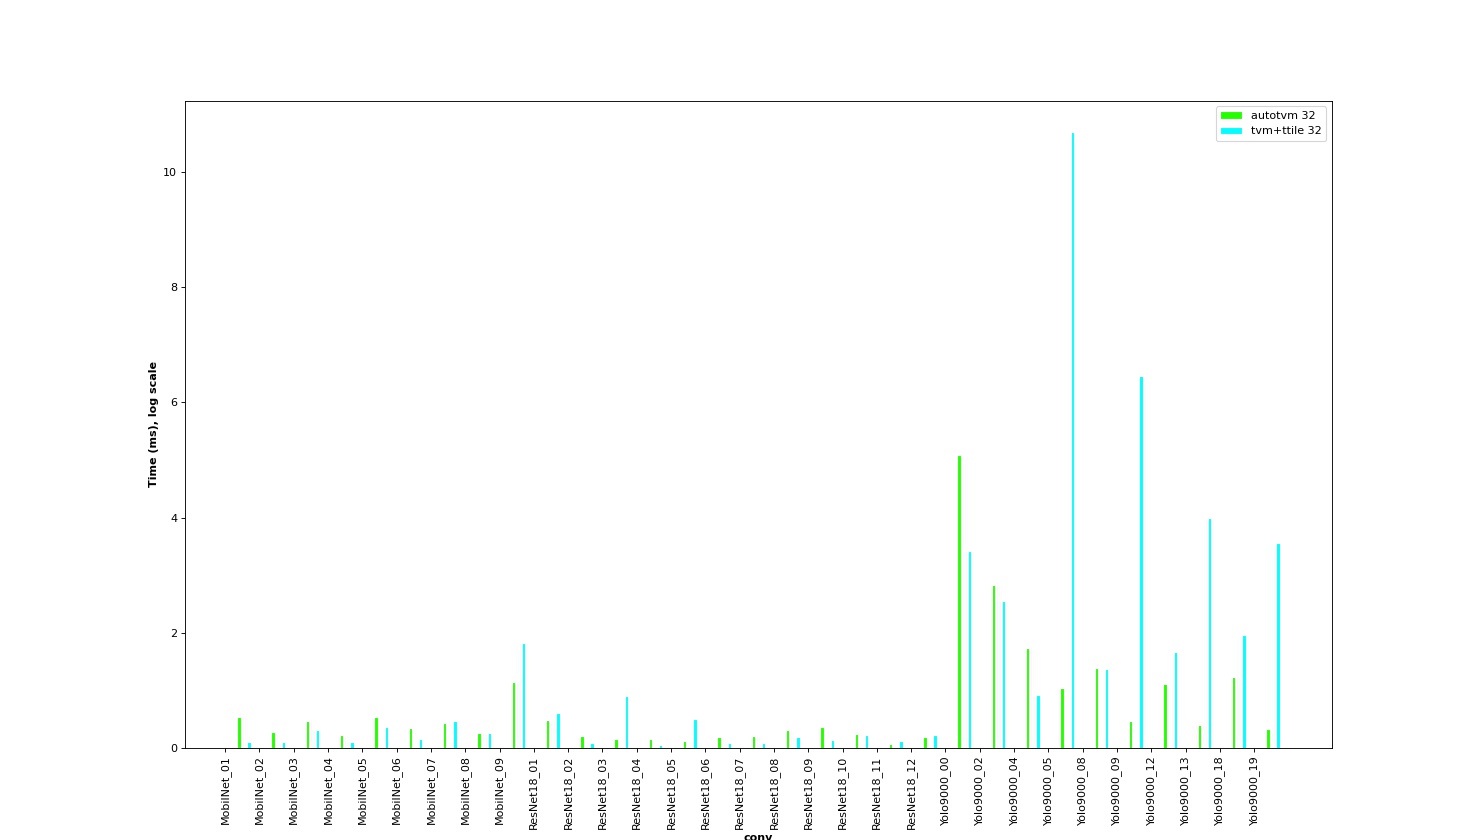 autotvm 32
tvm+ttile 32
Time (ms), log scale
10
8
6
4
2
0
MobilNet_01
MobilNet_02
MobilNet_03
MobilNet_04
MobilNet_05
MobilNet_06
MobilNet_07
MobilNet_08
MobilNet_09
ResNet18_01
ResNet18_02
ResNet18_03
ResNet18_04
ResNet18_05
ResNet18_06
ResNet18_07
ResNet18_08
ResNet18_09
ResNet18_10
ResNet18_11
ResNet18_12
Yolo9000_00
Yolo9000_02
Yolo9000_04
Yolo9000_05
Yolo9000_08
Yolo9000_09
Yolo9000_12
Yolo9000_13
Yolo9000_18
Yolo9000_19
conv